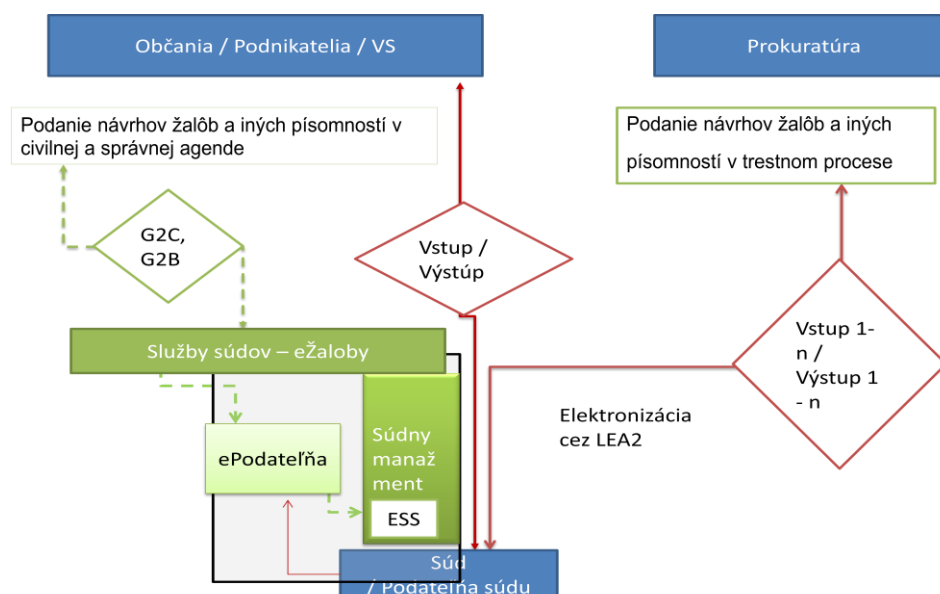 Občania / Podnikatelia / VS
Prokuratúra
Podanie návrhov žalôb a iných písomností v
civilnej a správnej agende
Podanie návrhov žalôb a iných
písomností v trestnom procese
G2C,
G2B
Vstup /
Výstúp
Vstup 1-
n /
Výstup 1
- n
Služby súdov – eŽaloby
Elektronizácia
cez LEA2
ePodateľňa
Súdny
manaž
ment
ESS
Súd
/ Podateľňa súdu